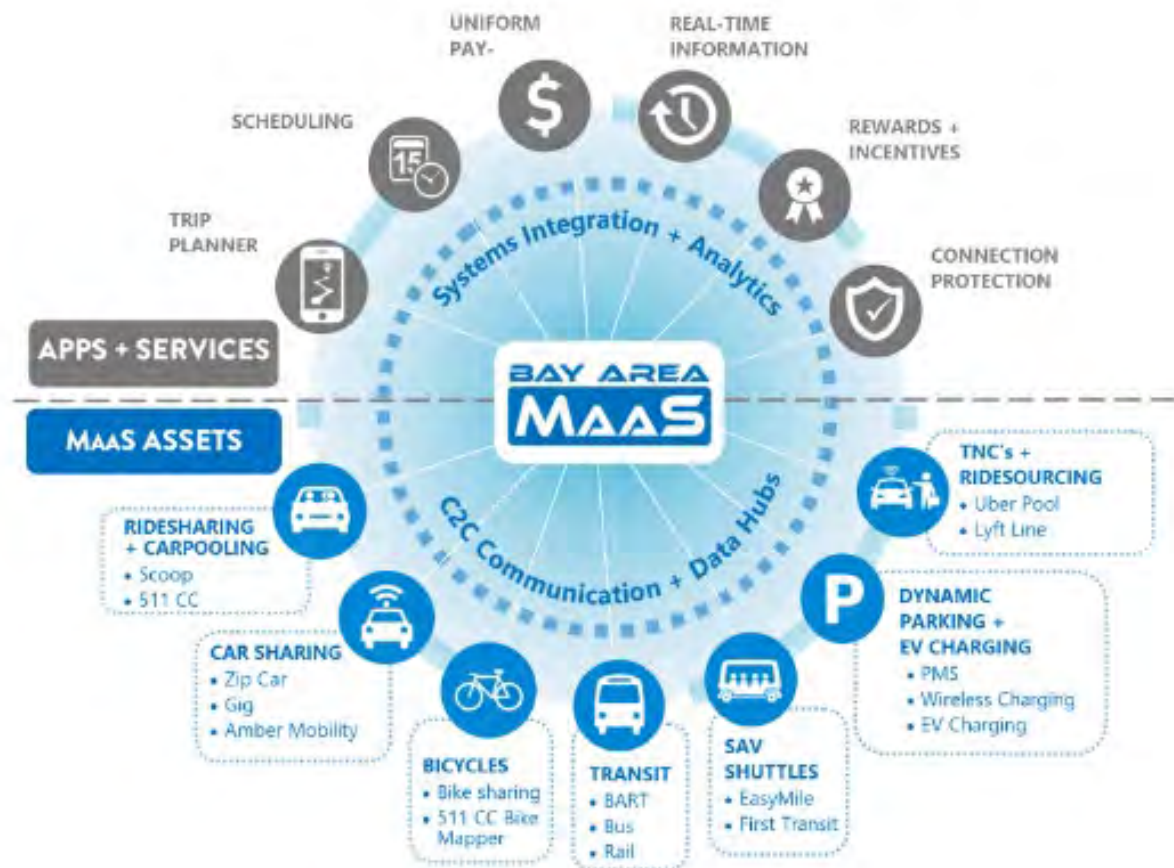 UNIFORM
PAY-
REAL-TIME
INFORMATION
SCHEDULING
15
REWARDS +
INCENTIVES
TRIP
PLANNER
CONNECTION
PROTECTION
Systems Integration + Analytics
APPS + SERVICES
BAY AREA
MAAS
MAAS ASSETS
C2C Communication + Data Hubs
TNC's +
RIDESOURCING
• Uber Pool
• Lyft Line
RIDESHARING
+ CARPOOLING
• Scoop
• 511 CC
P
DYNAMIC
PARKING +
EV CHARGING
• PMS
• Wireless Charging
• EV Charging
CAR SHARING
• Zip Car
• Gig
• Amber Mobility
BICYCLES
• Bike sharing
• 511 CC Bike
Mapper
TRANSIT
• BART
• Bus
• Rail
SAV
SHUTTLES
• EasyMile
• First Transit